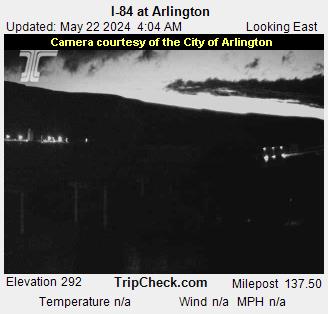 I-84 at Arlington
Updated: May 22 2024 4:04 AM Looking East
Camera courtesy of the City of Arlington
Elevation 292 TripCheck.com Milepost 137.50
Temperature n/a Wind n/a MPH n/a